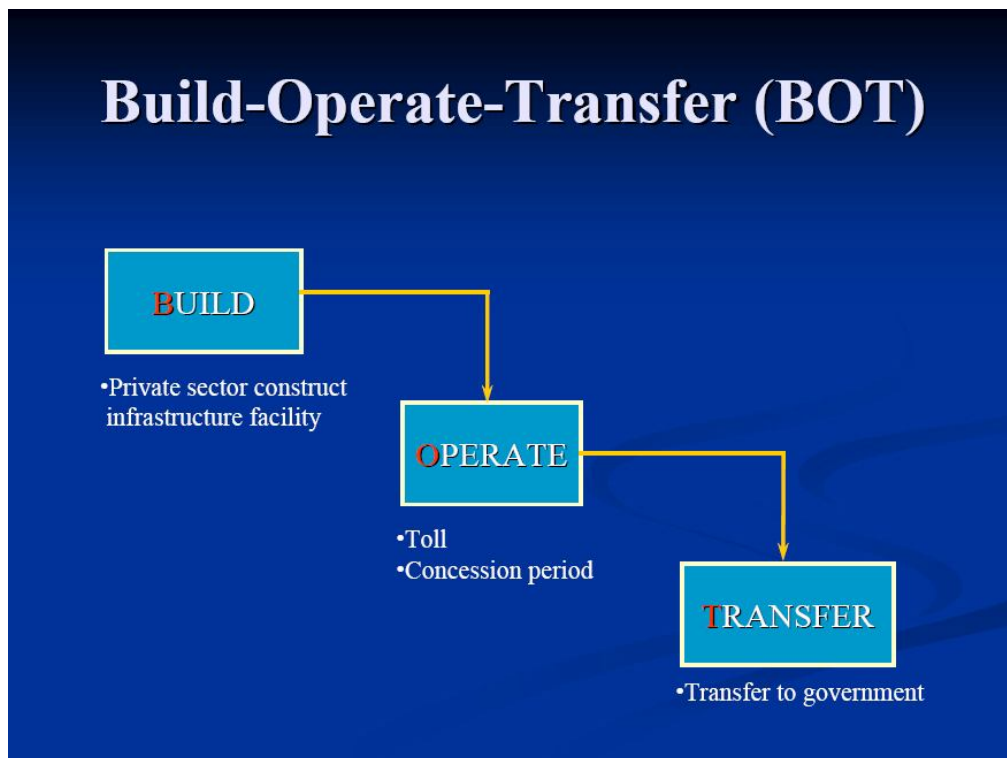 Build-Operate-Transfer (BOT)
BUILD
•Private sector construct
infrastructure facility
OPERATE
•Toll
•Concession period
TRANSFER
•Transfer to government